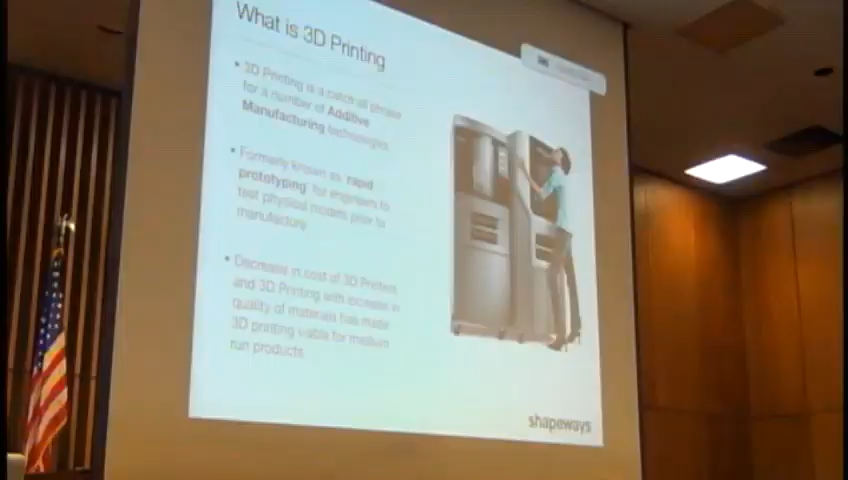 What is 3D Printing
• 3D Printing is a catch all phrase
for a number of Additive
Manufacturing technologies.
• Formerly known as 'rapid
prototyping' for engineers to
test physical models prior to
manufacture
• Decrease in cost of 3D Printers
and 3D Printing with increase in
quality of materials has made
3D printing viable for medium
run products.
shapeways